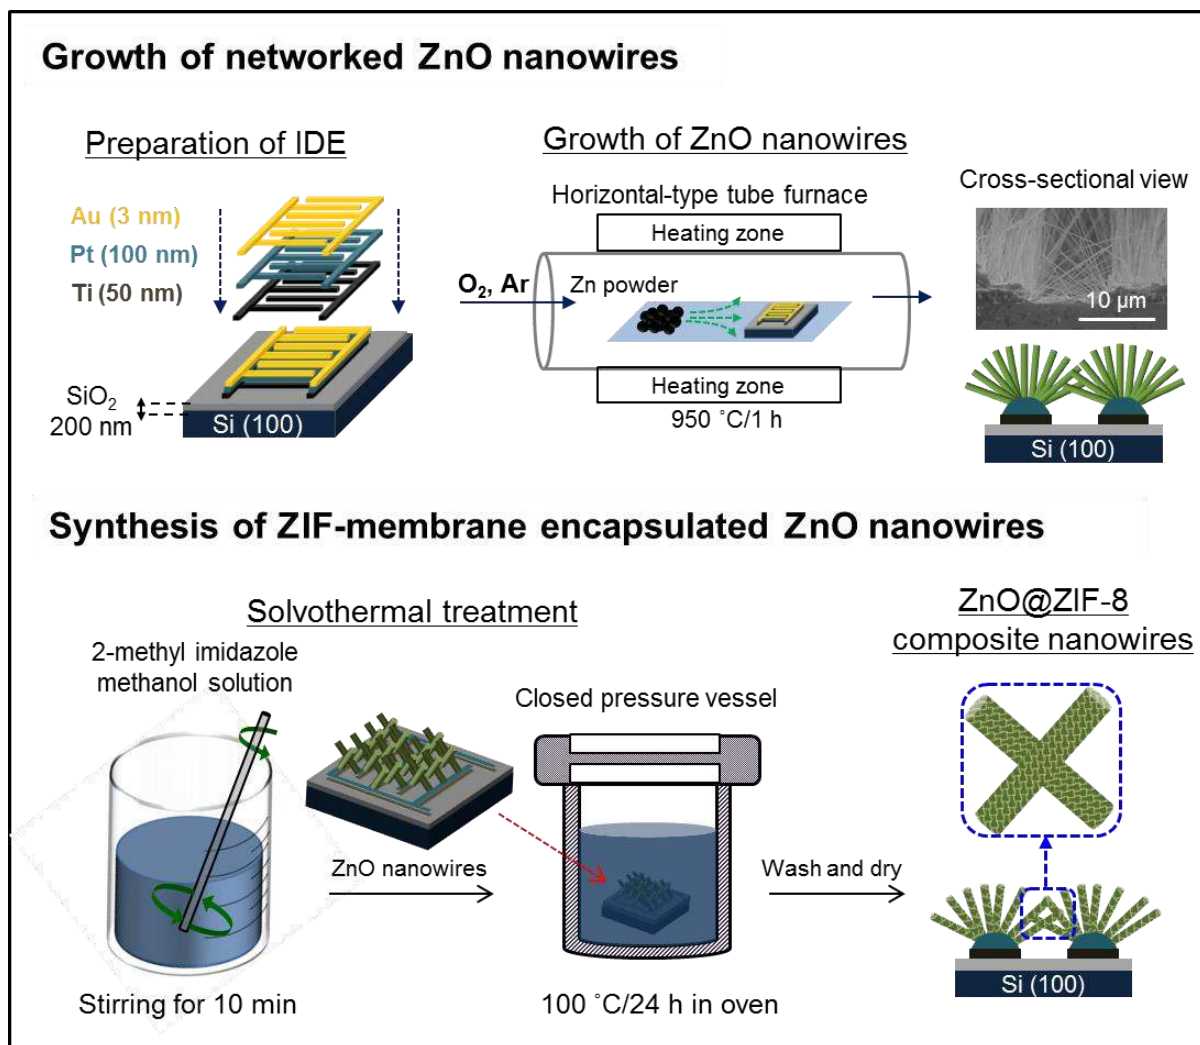 Growth of networked ZnO nanowires
Preparation of IDE
Au (3 nm)
Pt (100 nm)
Ti (50 nm)
SiO₂
200 nm
Si (100)
Growth of ZnO nanowires
Horizontal-type tube furnace
Heating zone
O₂, Ar
Zn powder
Heating zone
950 ˚C/1 h
Cross-sectional view
10 μm
Si (100)
Synthesis of ZIF-membrane encapsulated ZnO nanowires
Solvothermal treatment
2-methyl imidazole
methanol solution
Stirring for 10 min
ZnO nanowires
Closed pressure vessel
100 ˚C/24 h in oven
Wash and dry
ZnO@ZIF-8
composite nanowires
Si (100)